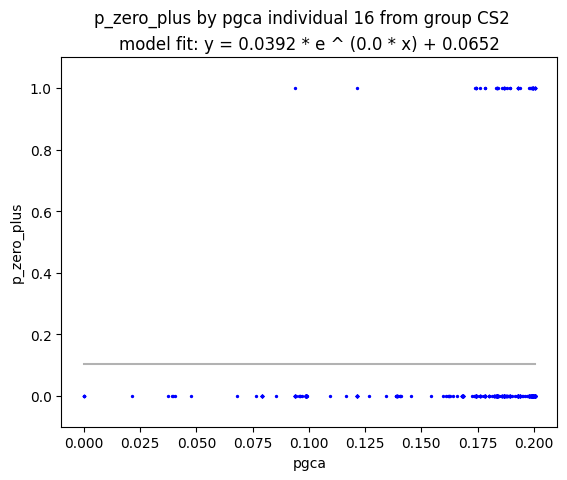 p_zero_plus by pgca individual 16 from group CS2
model fit: y = 0.0392 * e ^ (0.0 * x) + 0.0652
1.0
0.8
0.6
0.4
0.2
0.0
p_zero_plus
0.000 0.025 0.050 0.075 0.100 0.125 0.150 0.175 0.200
pgca